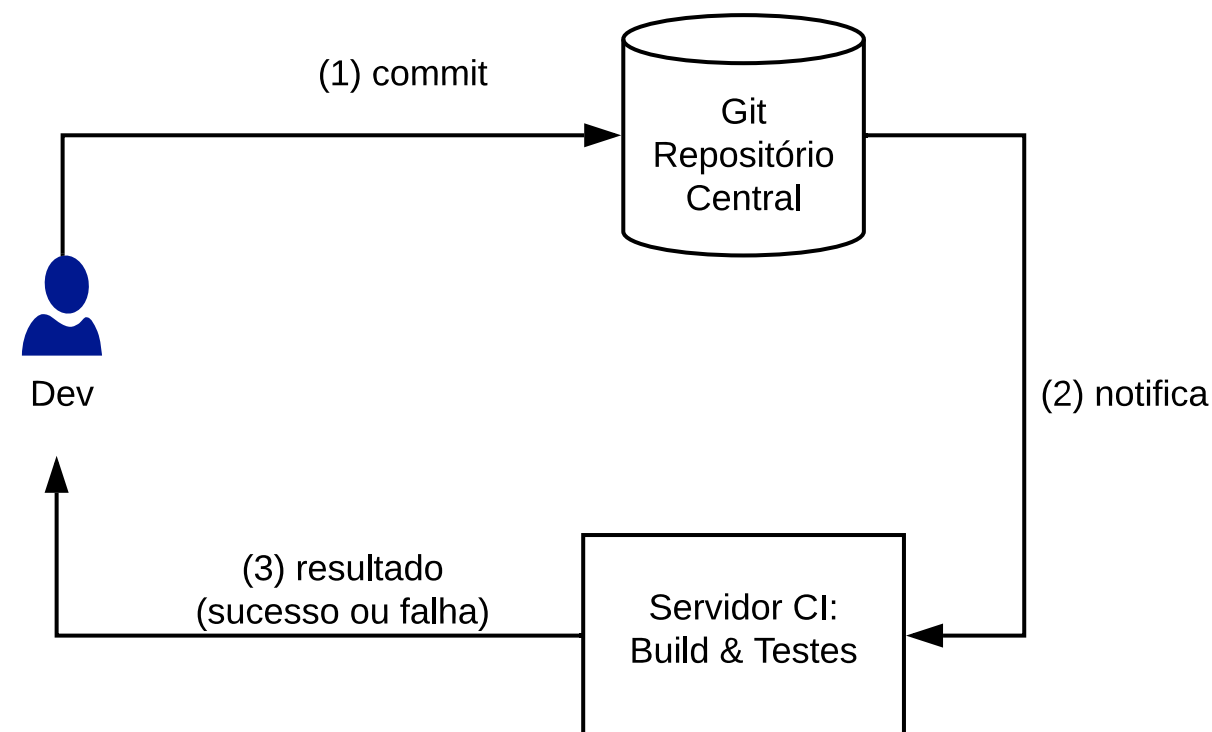 (1) commit
Git
Repositório
Central
Dev
(2) notifica
(3) resultado
(sucesso ou falha)
Servidor CI:
Build & Testes